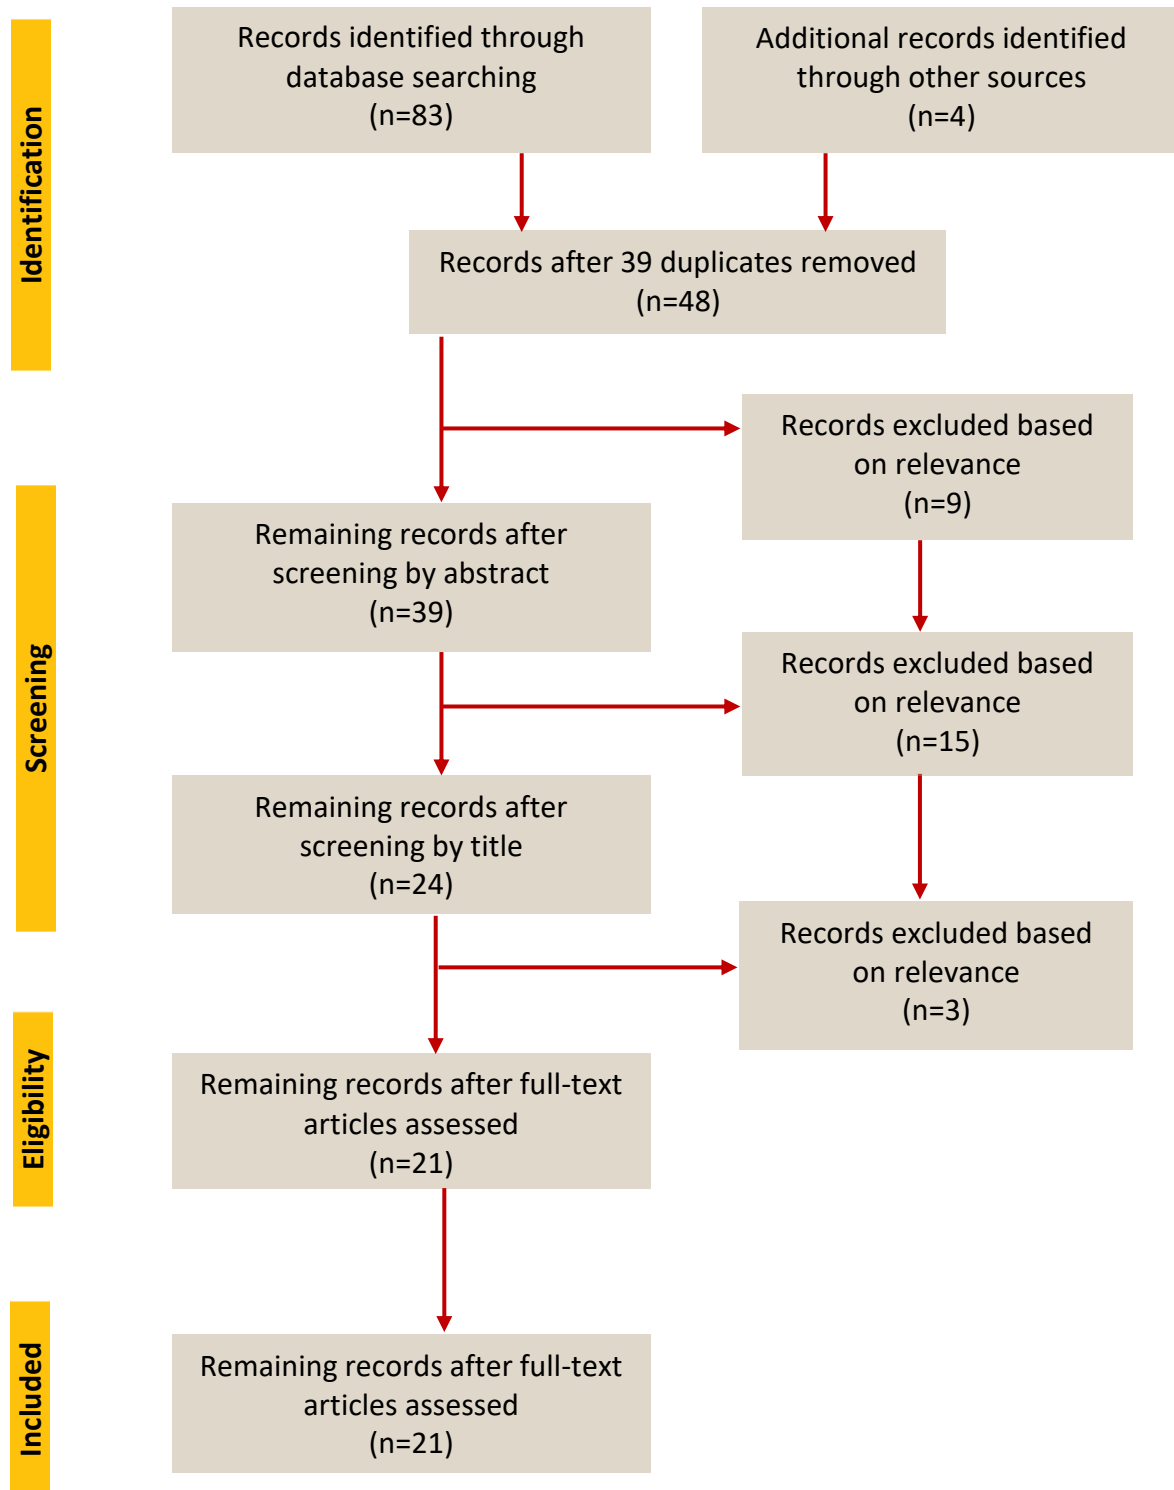 Identification
Records identified through
database searching
(n=83)
Additional records identified
through other sources
(n=4)
Records after 39 duplicates removed
(n=48)
Records excluded based
on relevance
(n=9)
Screening
Remaining records after
screening by abstract
(n=39)
Records excluded based
on relevance
(n=15)
Remaining records after
screening by title
(n=24)
Records excluded based
on relevance
(n=3)
Eligibility
Remaining records after full-text
articles assessed
(n=21)
Included
Remaining records after full-text
articles assessed
(n=21)